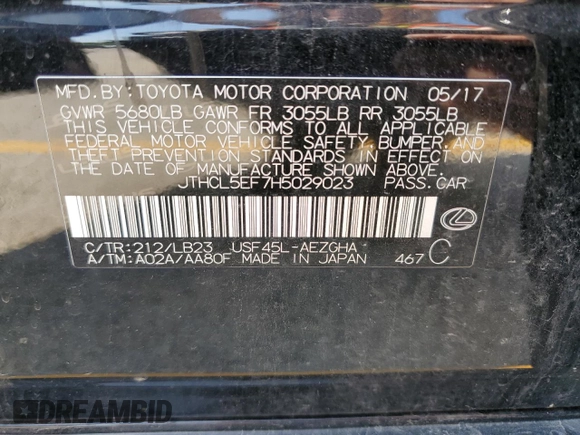 MFD.BY:TOYOTA MOTOR CORPORATION 05/17
GVWR 5680LB GAWR FR 3055LB RR 3055LB
THIS VEHICLE CONFORMS TO ALL APPLICABLE
FEDERAL MOTOR VEHICLE SAFETY,BUMPER,AND
THEFT PREVENTION STANDARDS IN EFFECT ON
THE DATE OF MANUFACTURE SHOWN ABOVE.
JTHCL5EF7H5029023 PASS.CAR
C/TR:212/LB23 USF45L-AEZGHA C
A/TM:A02A/AA80F MADE IN JAPAN 467
DREAMBID